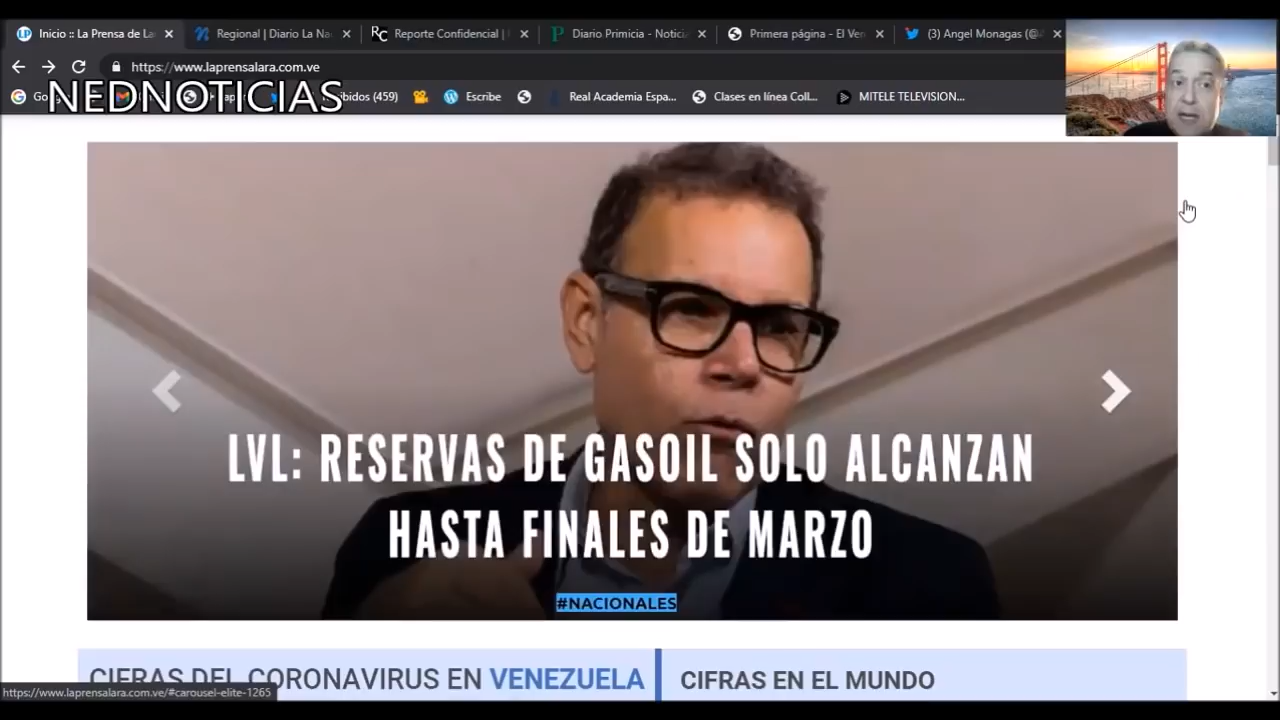 Inicio :: La Prensa de La
Regional | Diario La Na
Reporte Confidencial |
Diario Primicia - Notici
Primera página - El Ven
(3) Angel Monagas (@
https://www.laprensalara.com.ve
NEDNOTICIAS
(459)
Escribe
Real Academia Espa...
Clases en línea Coll...
MITELE TELEVISION...
LVL: RESERVAS DE GASOIL SOLO ALCANZAN
HASTA FINALES DE MARZO
#NACIONALES
CIFRAS DEL CORONAVIRUS EN VENEZUELA
CIFRAS EN EL MUNDO
https://www.laprensalara.com.ve/#carousel-elite-1265